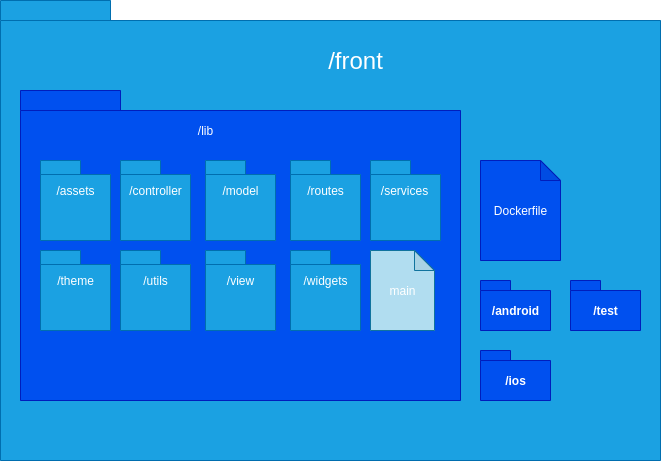 /front
/lib
/assets
/controller
/model
/routes
/services
/theme
/utils
/view
/widgets
main
Dockerfile
/android
/test
/ios